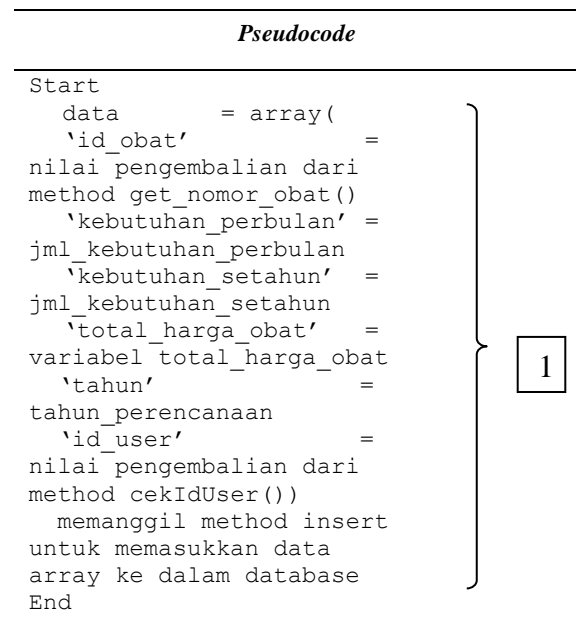 Pseudocode
Start
data = array(
‘id_obat’ =
nilai pengembalian dari
method get_nomor_obat()
‘kebutuhan_perbulan’ =
jml_kebutuhan_perbulan
‘kebutuhan_setahun’ =
jml_kebutuhan_setahun
‘total_harga_obat’ =
variabel total_harga_obat
‘tahun’ =
tahun_perencanaan
‘id_user’ =
nilai pengembalian dari
method cekIdUser())
memanggil method insert
untuk memasukkan data
array ke dalam database
End
1